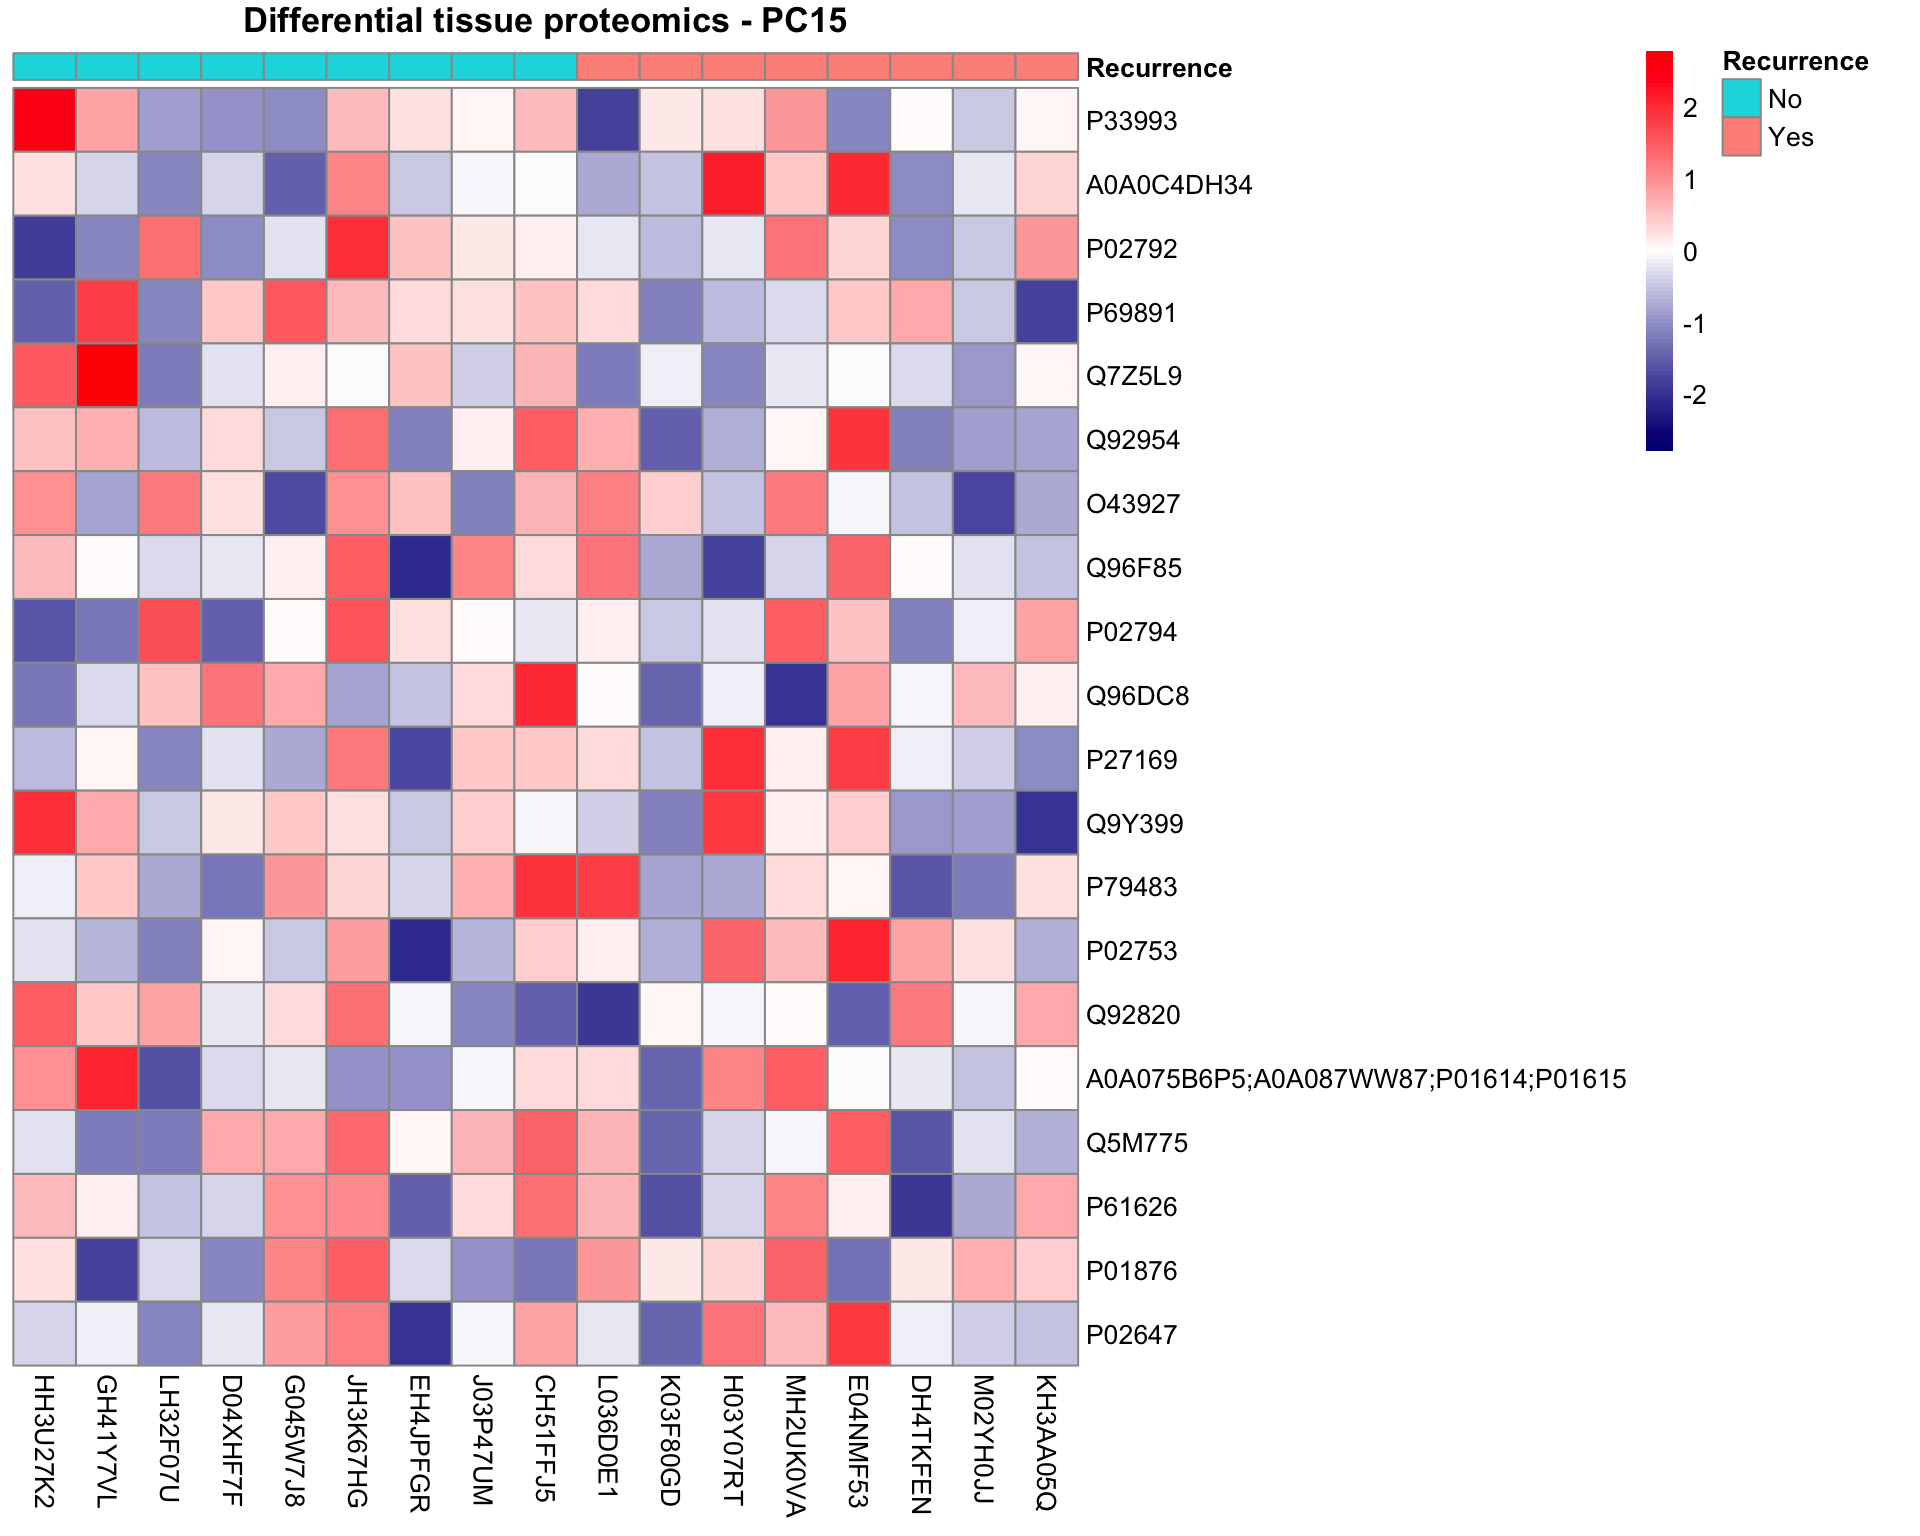 Differential tissue proteomics - PC15
Recurrence
P33993
A0A0C4DH34
P02792
P69891
Q7Z5L9
Q92954
O43927
Q96F85
P02794
Q96DC8
P27169
Q9Y399
P79483
P02753
Q92820
A0A075B6P5;A0A087WW87;P01614;P01615
Q5M775
P61626
P01876
P02647
HH3U27K2
GH41Y7VL
LH32F07U
D04XHF7F
G045W7J8
JH3K67HG
EH4JPFGR
J03P47UM
CH51FFJ5
L036D0E1
K03F80GD
H03Y07RT
MH2UK0VA
E04NMF53
DH4TKFEN
M02YH0JJ
KH3AA05Q
2
1
0
-1
-2
Recurrence
No
Yes